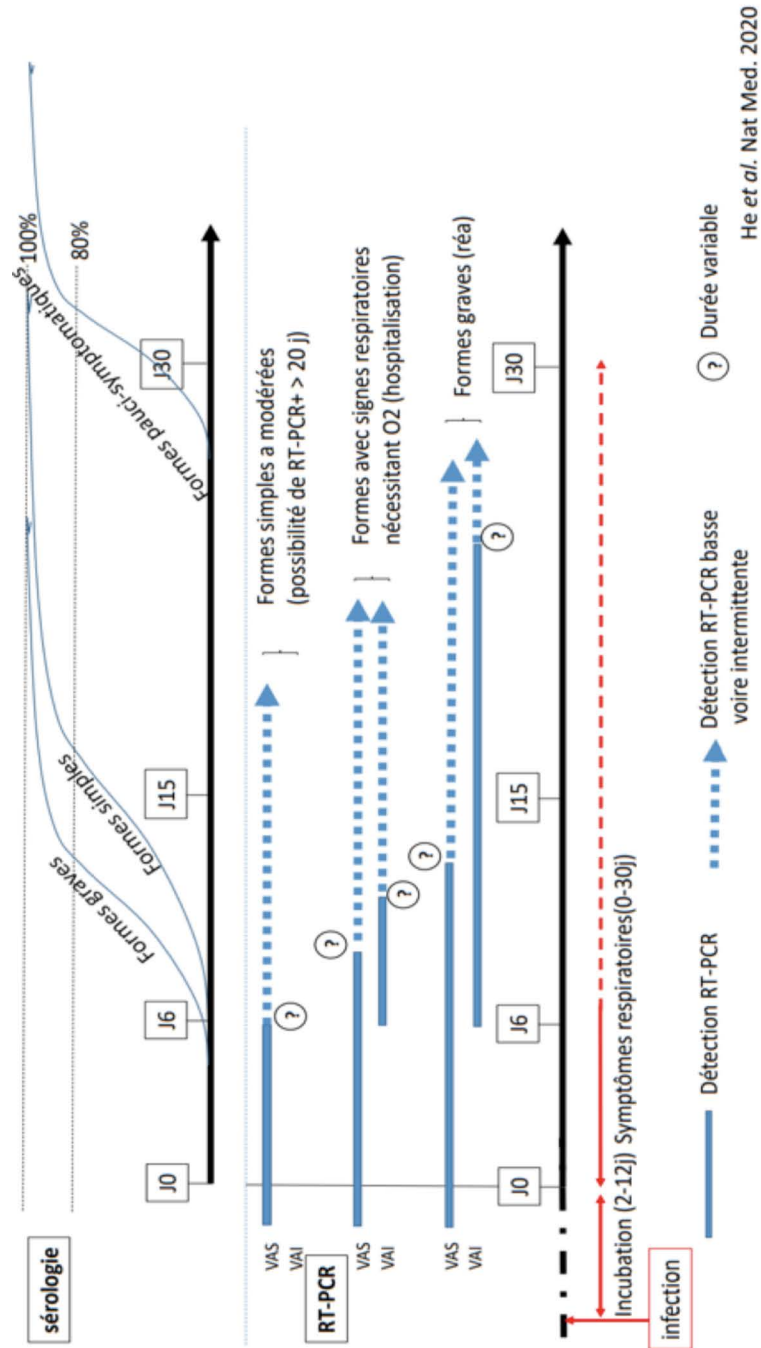 sérologie
100%
80%
Formes graves
Formes simples
Formes pauci-symptomatiques
J0
J6
J15
J30
RT-PCR
VAS
VAI
?
Formes simples a modérées
(possibilité de RT-PCR+ > 20 j)
VAS
VAI
?
?
Formes avec signes respiratoires
nécessitant O2 (hospitalisation)
VAS
VAI
?
?
Formes graves (réa)
J0
J6
J15
J30
Incubation (2-12j) Symptômes respiratoires(0-30j)
infection
Détection RT-PCR
Détection RT-PCR basse
voire intermittente
? Durée variable
He et al. Nat Med. 2020